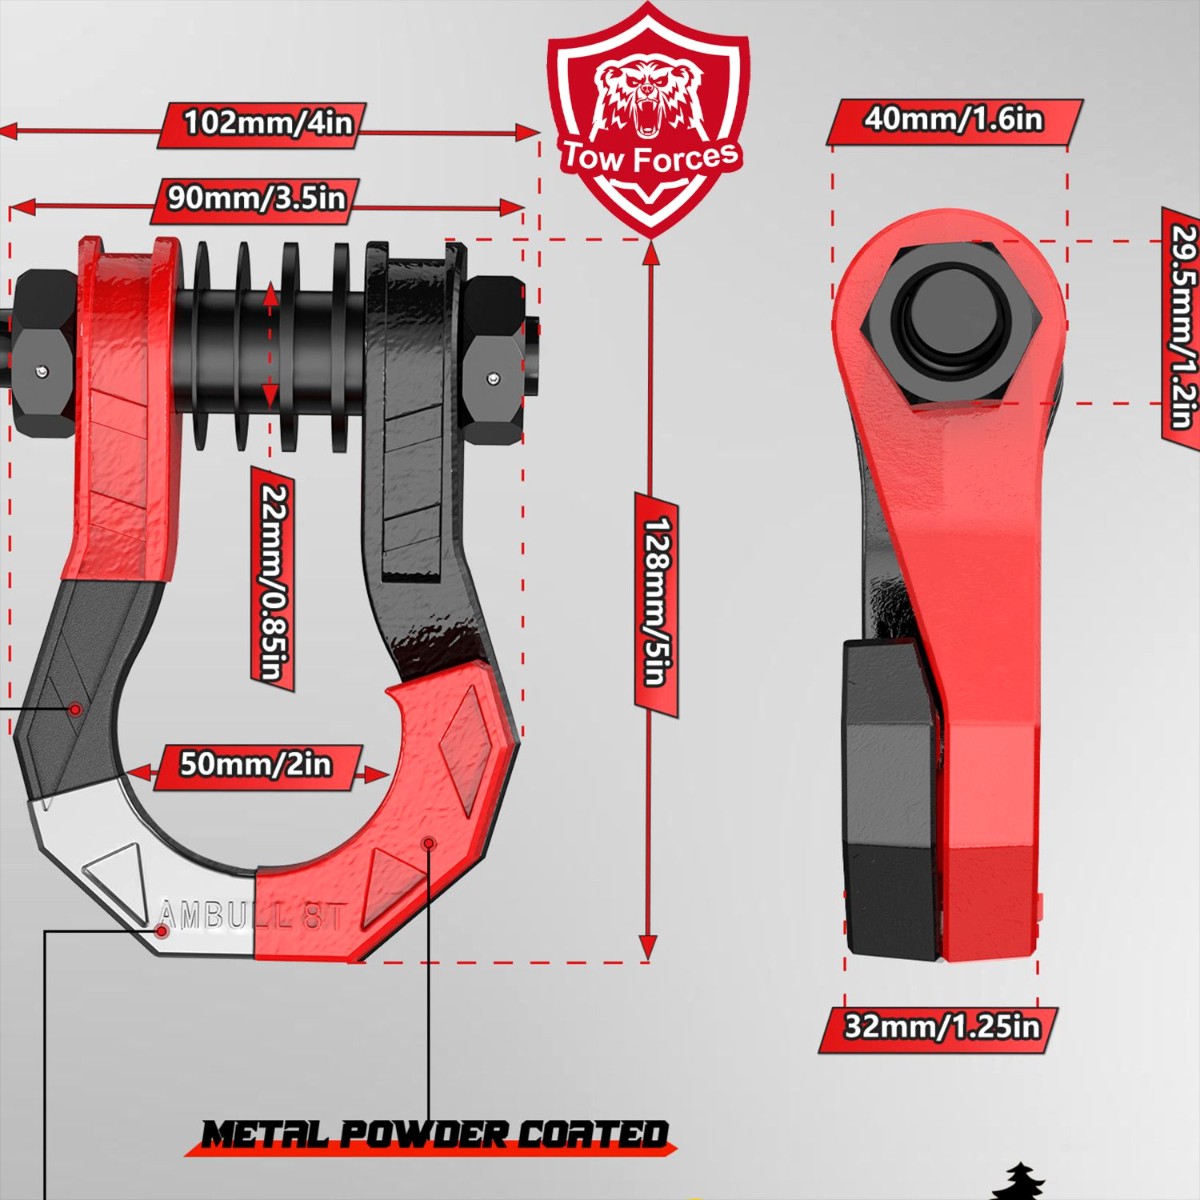 102mm/4in
Tow Forces
40mm/1.6in
90mm/3.5in
29.5mm/1.2in
22mm/0.85in
128mm/5in
50mm/2in
AMBULL 8T
32mm/1.25in
METAL POWDER COATED